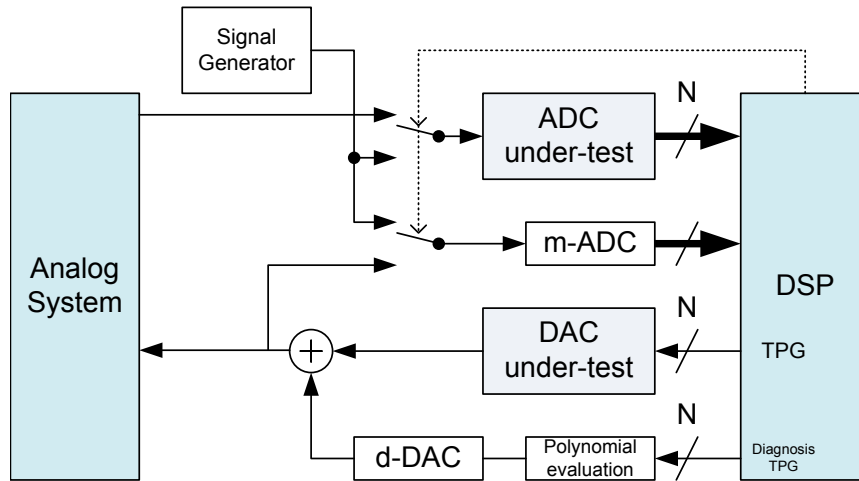 Signal
Generator
N
ADC
under-test
m-ADC
Analog
System
DSP
N
DAC
under-test
TPG
+
N
d-DAC
Polynomial
evaluation
Diagnosis
TPG